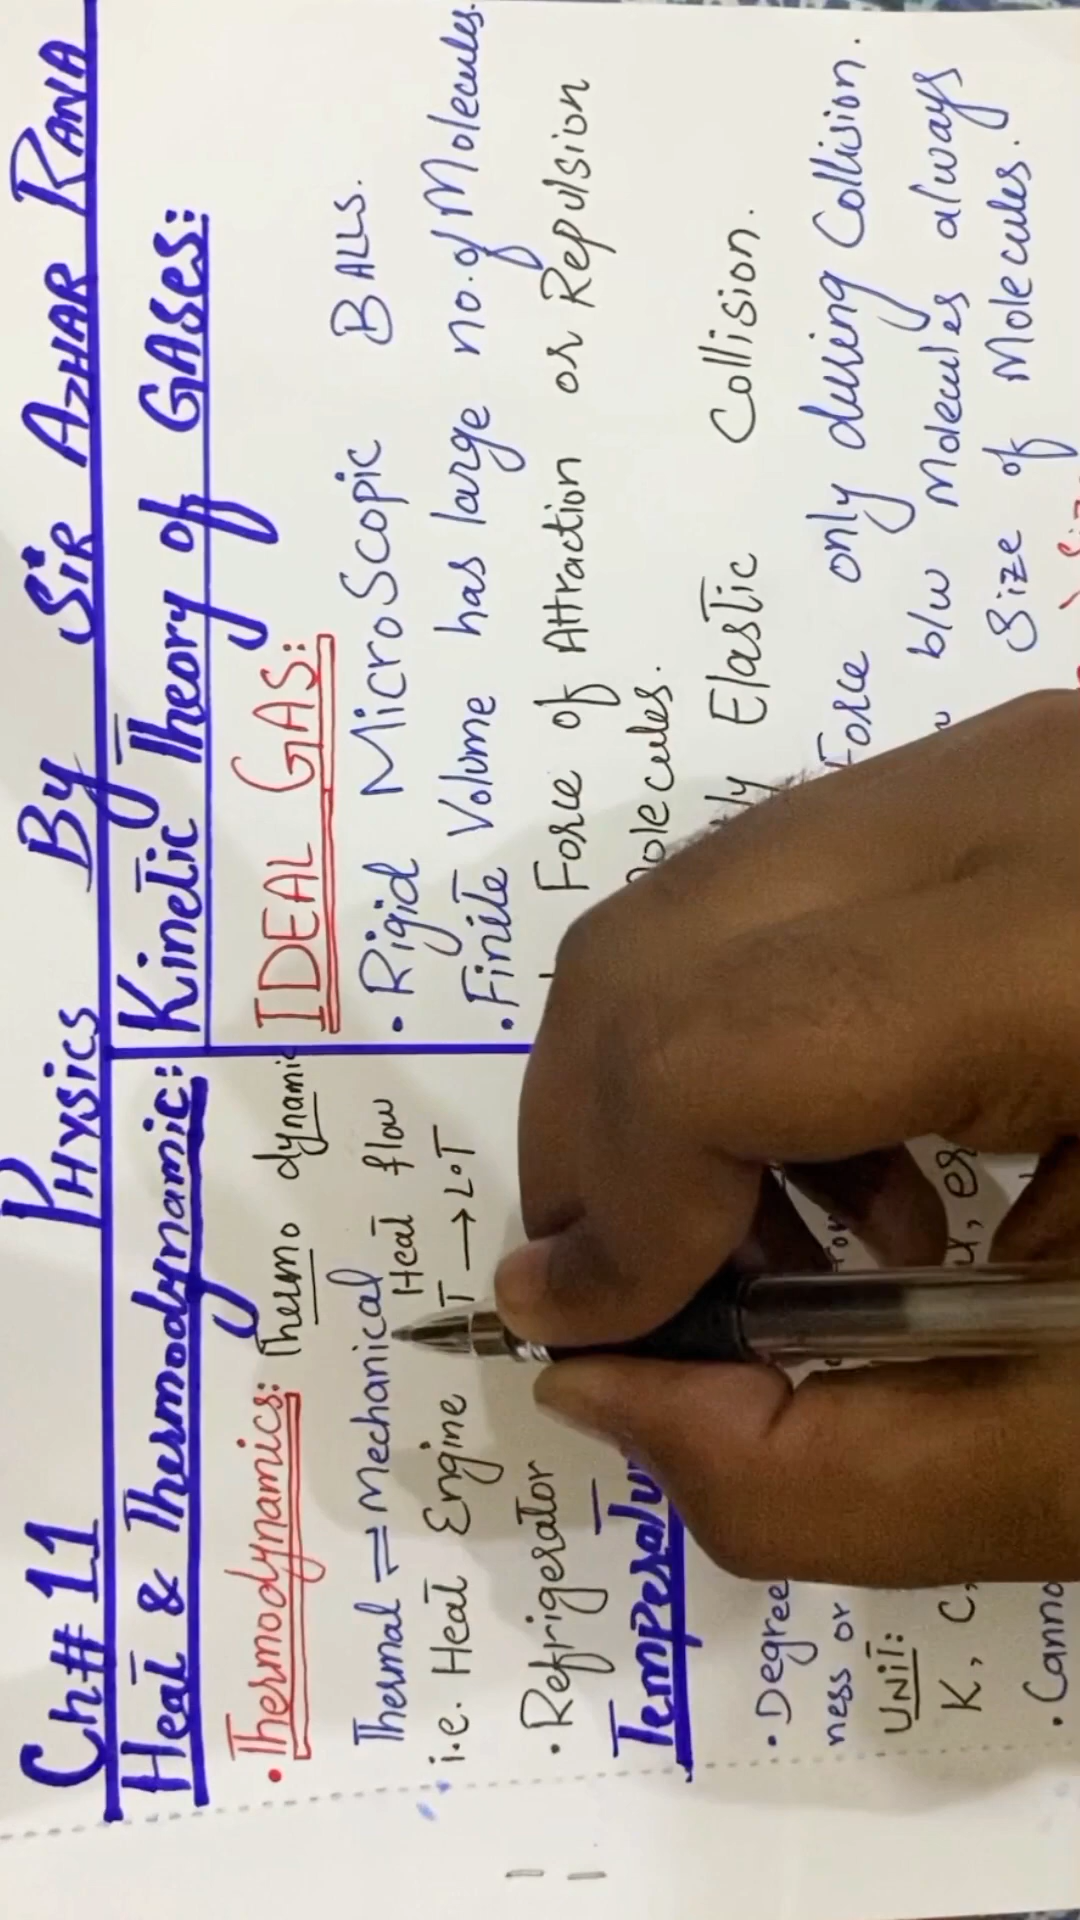 Ch# 11 PHYSICS By SIR AZHAR RANA
Heat & Thermodynamic:
• Thermodynamics: Thermo dynamic
Thermal ⇌ Mechanical
Heat flow
i.e. Heat Engine T → L.T
• Refrigerator
• Degree
ness or
UNIT:
K, C,
Kinetic Theory of GASes:
IDEAL GAS:
• Rigid MicroScopic BALLS.
• Finite Volume has large no. of Molecules.
Force of Attraction or Repulsion
Elastic Collision.
Force only during Collision.
b/w Molecules always
Size of Molecules.